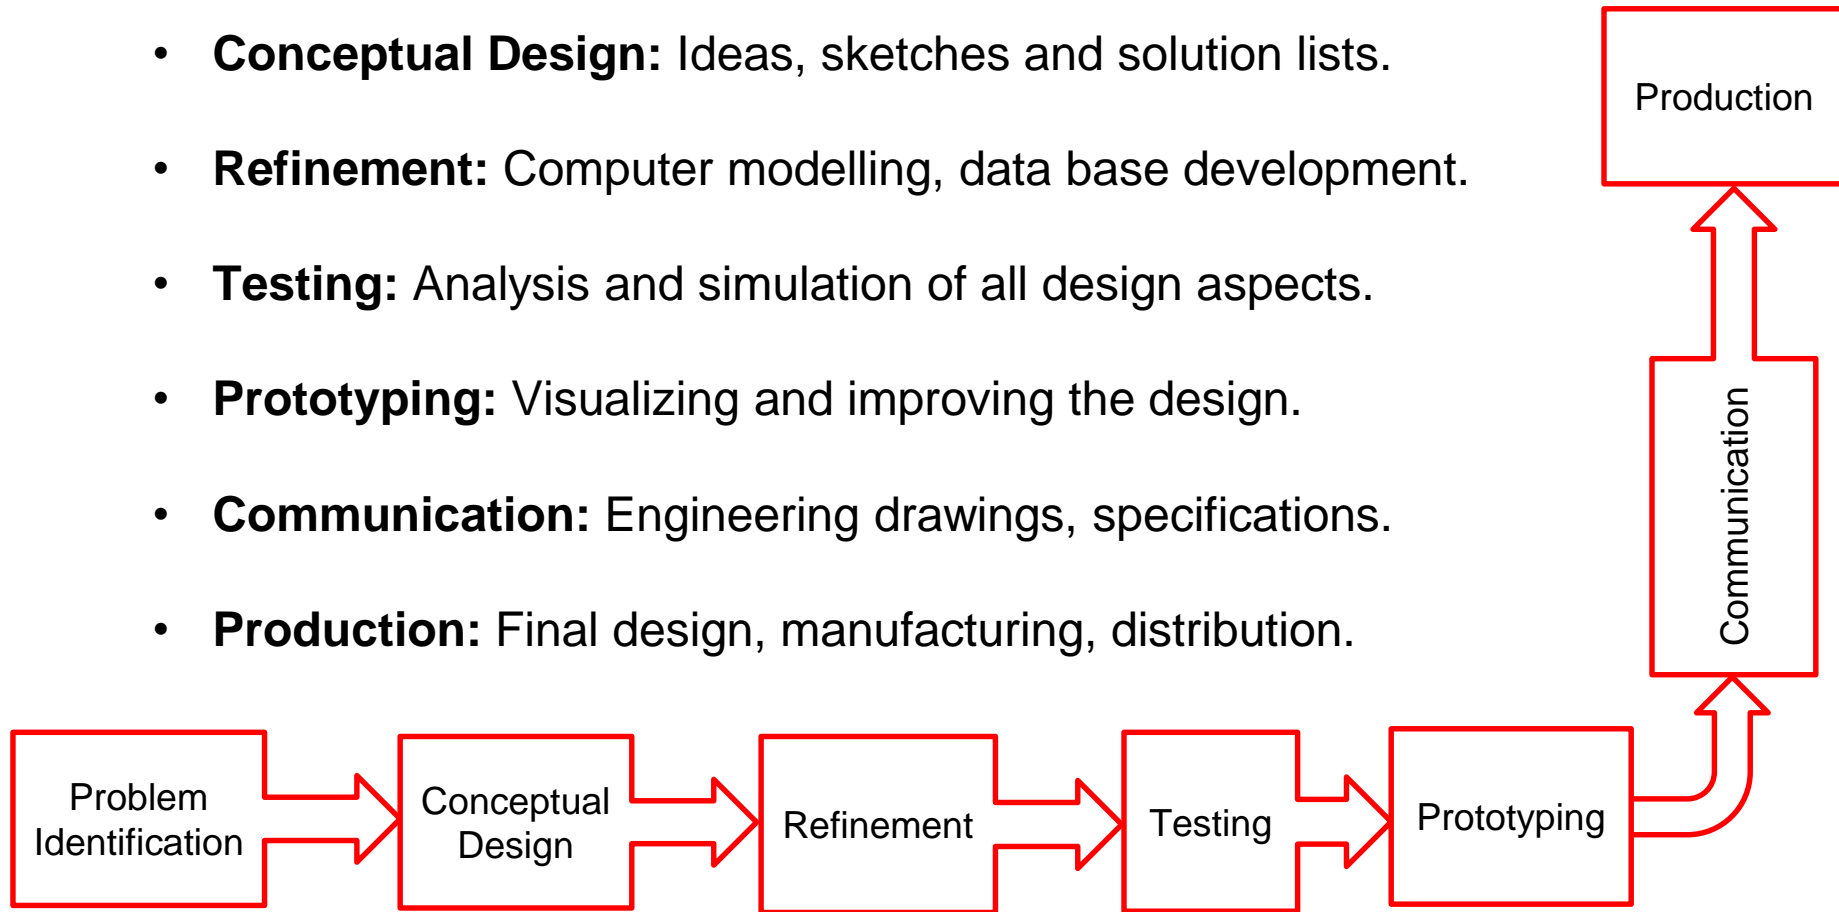 • Conceptual Design: Ideas, sketches and solution lists.
• Refinement: Computer modelling, data base development.
• Testing: Analysis and simulation of all design aspects.
• Prototyping: Visualizing and improving the design.
• Communication: Engineering drawings, specifications.
• Production: Final design, manufacturing, distribution.
Problem
Identification
Conceptual
Design
Refinement
Testing
Prototyping
Communication
Production